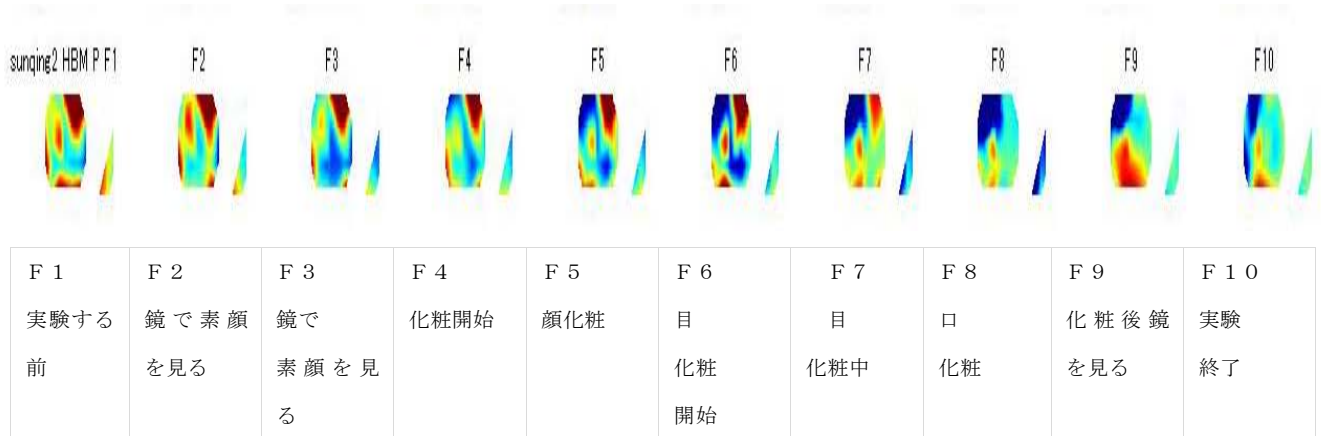 sunqing2 HBM P F1 F2 F3 F4 F5 F6 F7 F8 F9 F10
F1
実験する
前
F2
鏡で素顔
を見る
F3
鏡で
素顔を見
る
F4
化粧開始
F5
顔化粧
F6
目
化粧
開始
F7
目
化粧中
F8
口
化粧
F9
化粧後鏡
を見る
F10
実験
終了